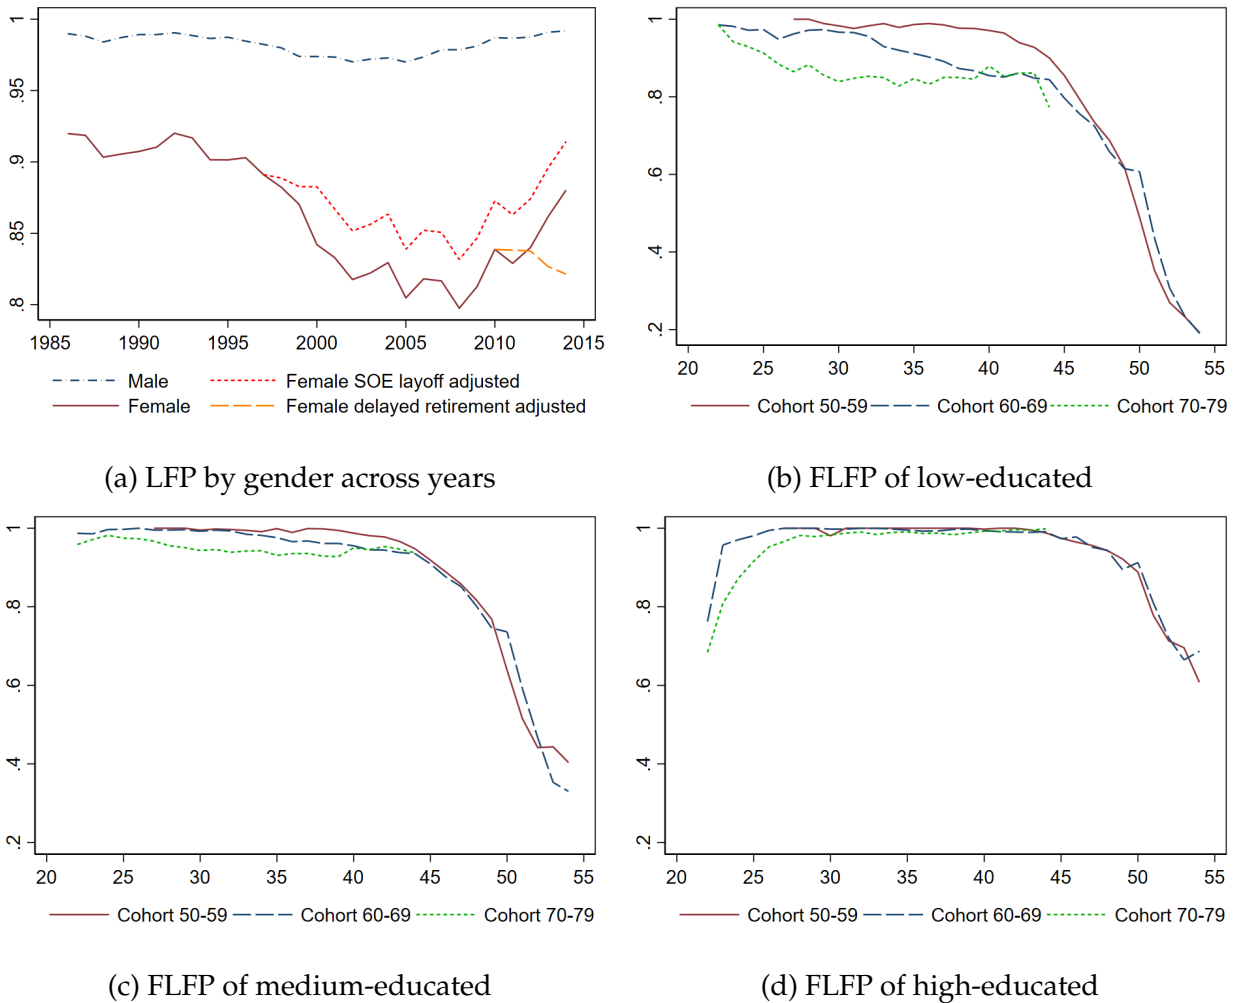 1
.95
.9
.85
.8
1985 1990 1995 2000 2005 2010 2015
Male
Female SOE layoff adjusted
Female
Female delayed retirement adjusted
(a) LFP by gender across years
1
.8
.6
.4
.2
20 25 30 35 40 45 50 55
Cohort 50-59 Cohort 60-69 Cohort 70-79
(b) FLFP of low-educated
1
.8
.6
.4
.2
20 25 30 35 40 45 50 55
Cohort 50-59 Cohort 60-69 Cohort 70-79
(c) FLFP of medium-educated
1
.8
.6
.4
.2
20 25 30 35 40 45 50 55
Cohort 50-59 Cohort 60-69 Cohort 70-79
(d) FLFP of high-educated